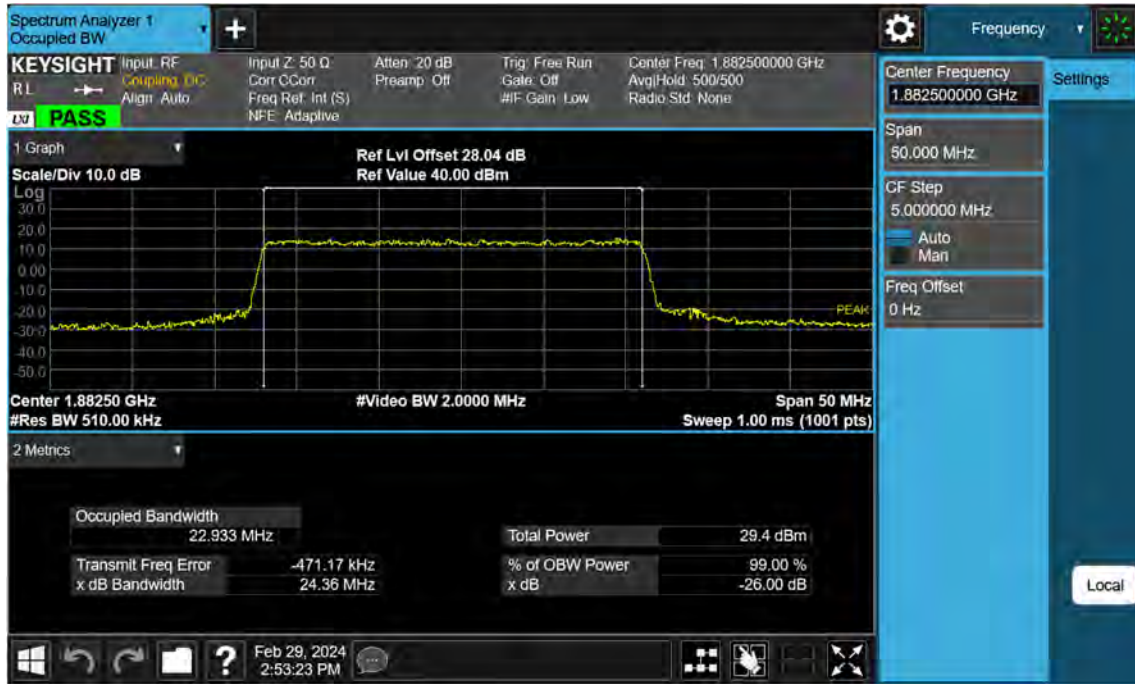 Spectrum Analyzer 1
Occupied BW
Frequency
KEYSIGHT
RL
LXI
PASS
Input: RF
Coupling: DC
Align: Auto
Input Z: 50 Ω
Corr CCorr
Freq Ref: Int (S)
NFE: Adaptive
Atten: 20 dB
Preamp: Off
Trig: Free Run
Gate: Off
#IF Gain: Low
Center Freq: 1.882500000 GHz
Avg|Hold: 500/500
Radio Std: None
Center Frequency
1.882500000 GHz
Settings
Span
50.000 MHz
CF Step
5.000000 MHz
Auto
Man
Freq Offset
0 Hz
1 Graph
Scale/Div 10.0 dB
Ref Lvl Offset 28.04 dB
Ref Value 40.00 dBm
Log
30.0
20.0
10.0
0.00
-10.0
-20.0
-30.0
-40.0
-50.0
PEAK
Center 1.88250 GHz
#Res BW 510.00 kHz
#Video BW 2.0000 MHz
Span 50 MHz
Sweep 1.00 ms (1001 pts)
2 Metrics
Occupied Bandwidth
22.933 MHz
Total Power 29.4 dBm
Transmit Freq Error -471.17 kHz
% of OBW Power 99.00 %
x dB Bandwidth 24.36 MHz
x dB -26.00 dB
Local
?
Feb 29, 2024
2:53:23 PM